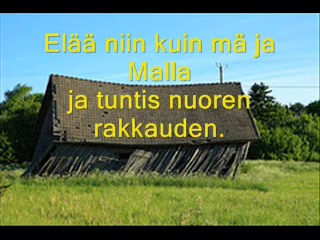 Elää niin kuin mä ja
Malla
ja tuntis nuoren
rakkauden.